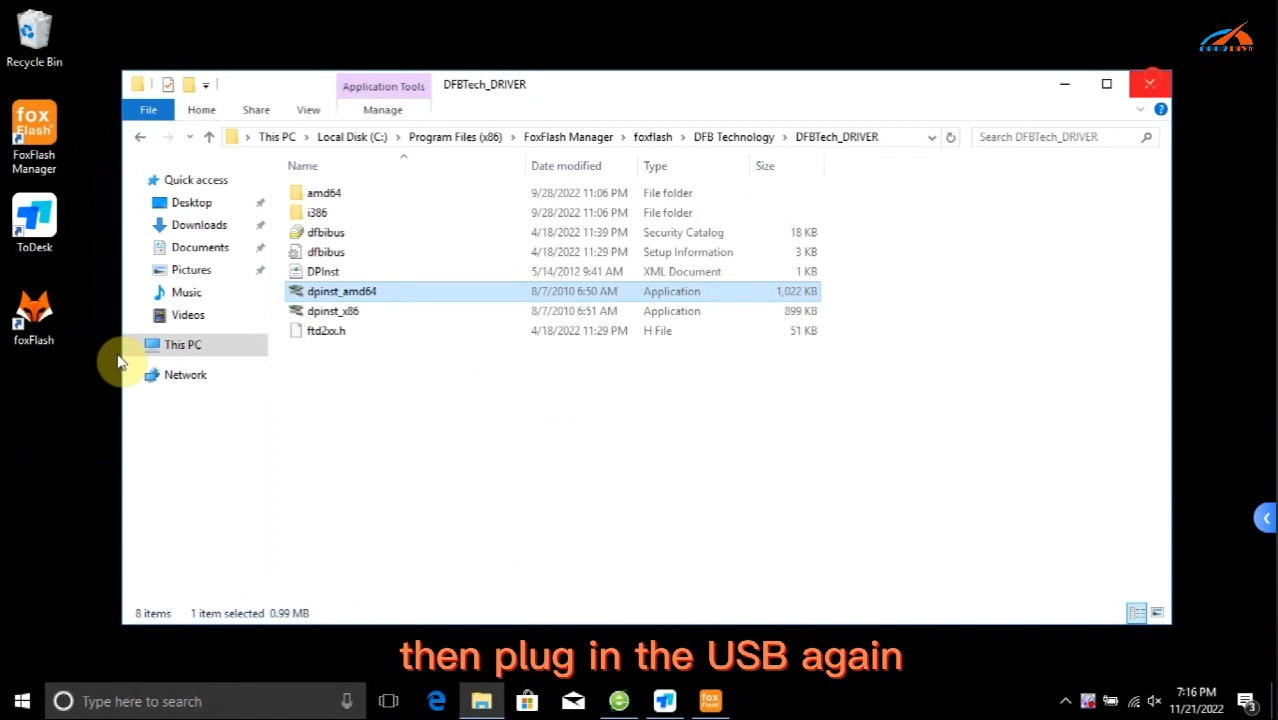 Recycle Bin
fox
Flash
FoxFlash
Manager
ToDesk
foxFlash
Application Tools
DFBTech_DRIVER
File
Home
Share
View
Manage
This PC
Local Disk (C:)
Program Files (x86)
FoxFlash Manager
foxflash
DFB Technology
DFBTech_DRIVER
Search DFBTech_DRIVER
Quick access
Desktop
Downloads
Documents
Pictures
Music
Videos
This PC
Network
Name Date modified Type Size
amd64 9/28/2022 11:06 PM File folder
i386 9/28/2022 11:06 PM File folder
dfbibus 4/18/2022 11:39 PM Security Catalog 18 KB
dfbibus 4/18/2022 11:29 PM Setup Information 3 KB
DPInst 5/14/2012 9:41 AM XML Document 1 KB
dpinst_amd64 8/7/2010 6:50 AM Application 1,022 KB
dpinst_x86 8/7/2010 6:51 AM Application 899 KB
ftd2xx.h 4/18/2022 11:29 PM H File 51 KB
8 items 1 item selected 0.99 MB
then plug in the USB again
Type here to search
fox
Flash
7:16 PM
11/21/2022
3